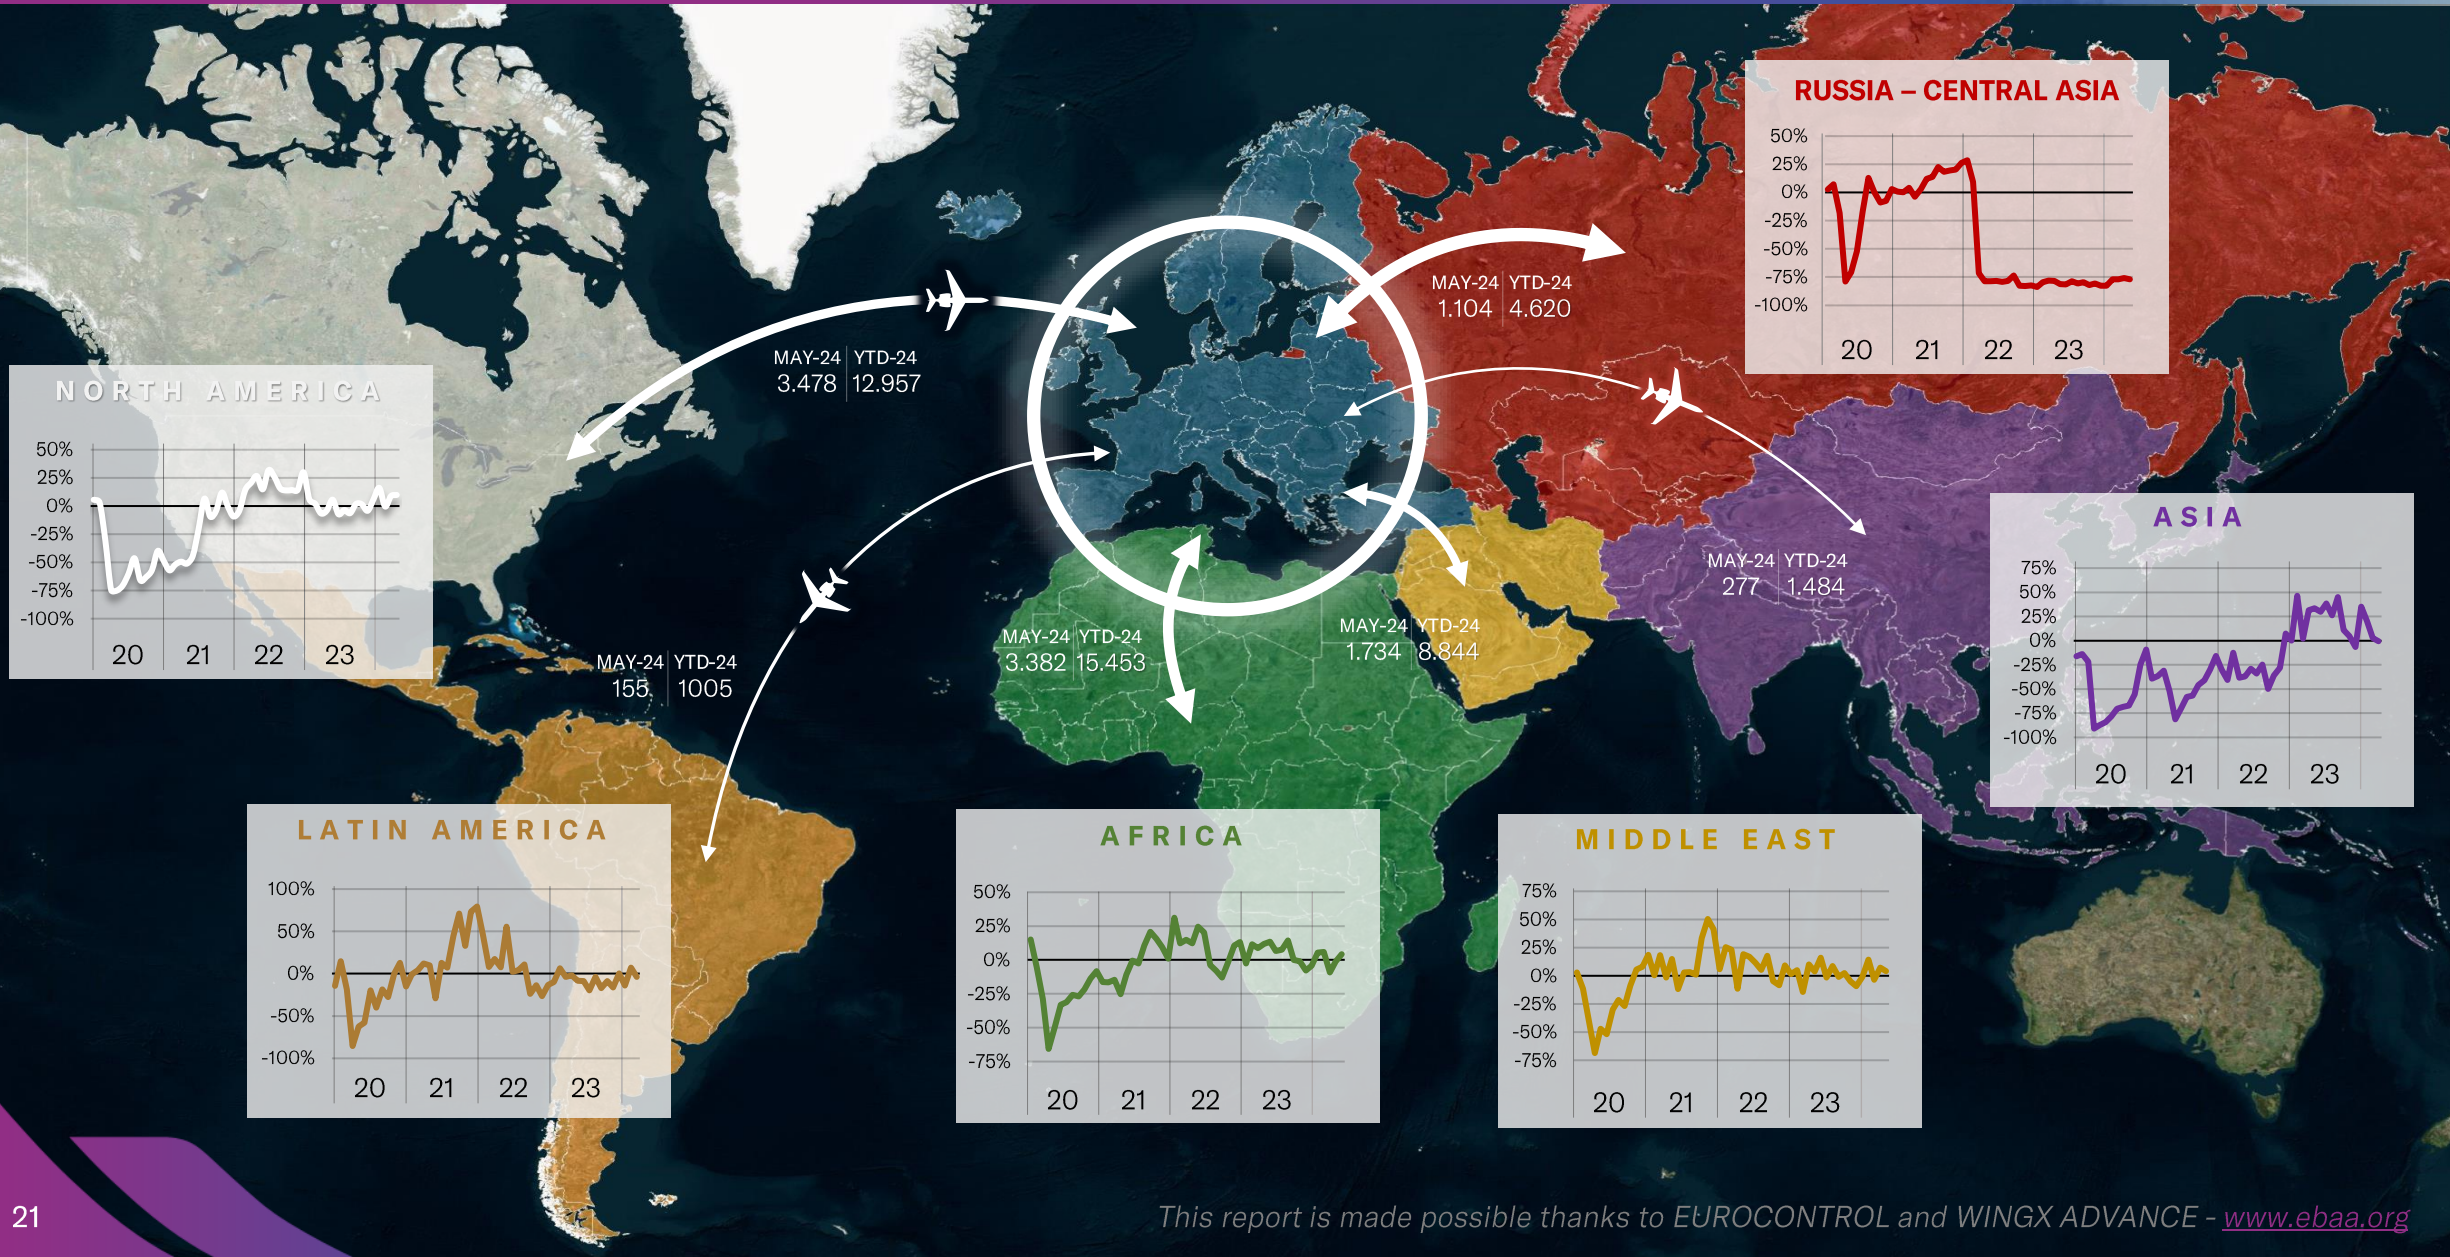 RUSSIA – CENTRAL ASIA
50%
25%
0%
-25%
-50%
-75%
-100%
20 21 22 23
MAY-24 YTD-24
1.104 4.620
MAY-24 YTD-24
3.478 12.957
NORTH AMERICA
50%
25%
0%
-25%
-50%
-75%
-100%
20 21 22 23
ASIA
75%
50%
25%
0%
-25%
-50%
-75%
-100%
20 21 22 23
MAY-24 YTD-24
277 1.484
MAY-24 YTD-24
3.382 15.453
MAY-24 YTD-24
1.734 8.844
MAY-24 YTD-24
155 1005
LATIN AMERICA
100%
50%
0%
-50%
-100%
20 21 22 23
AFRICA
50%
25%
0%
-25%
-50%
-75%
20 21 22 23
MIDDLE EAST
75%
50%
25%
0%
-25%
-50%
-75%
20 21 22 23
21
This report is made possible thanks to EUROCONTROL and WINGX ADVANCE - www.ebaa.org